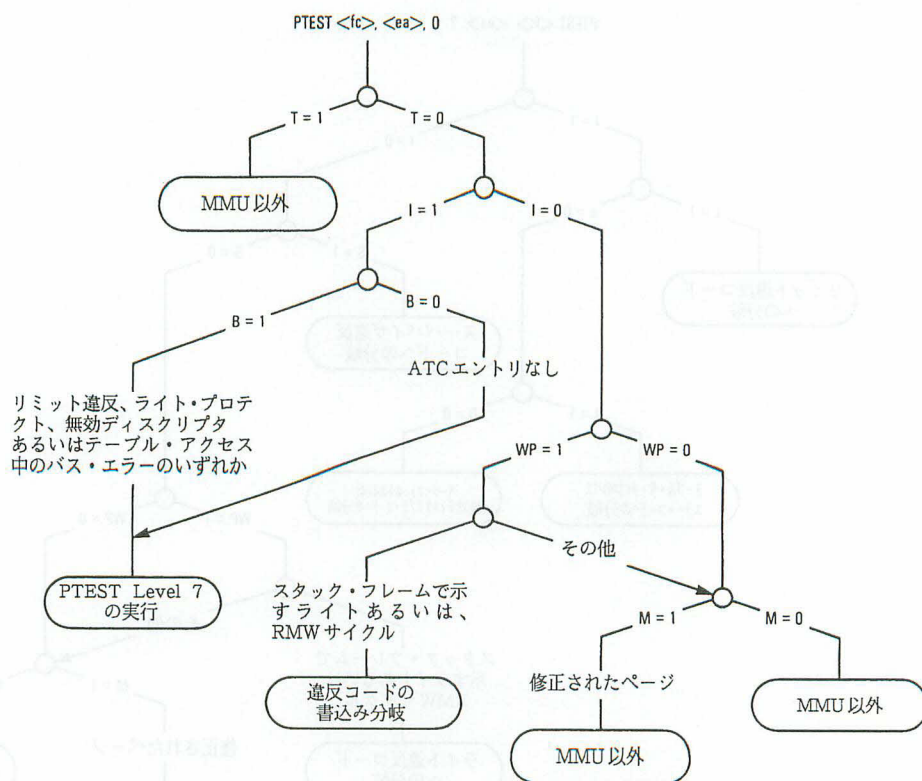 PTEST <fc>, <ea>, 0
T = 1
T = 0
MMU以外
I = 1
I = 0
B = 1
B = 0
ATCエントリなし
リミット違反、ライト・プロテ
クト、無効ディスクリプタ
あるいはテーブル・アクセス
中のバス・エラーのいずれか
WP = 1
WP = 0
その他
PTEST Level 7
の実行
スタック・フレームで示
すライトあるいは、
RMWサイクル
M = 1
M = 0
違反コードの
書込み分岐
修正されたページ
MMU以外
MMU以外